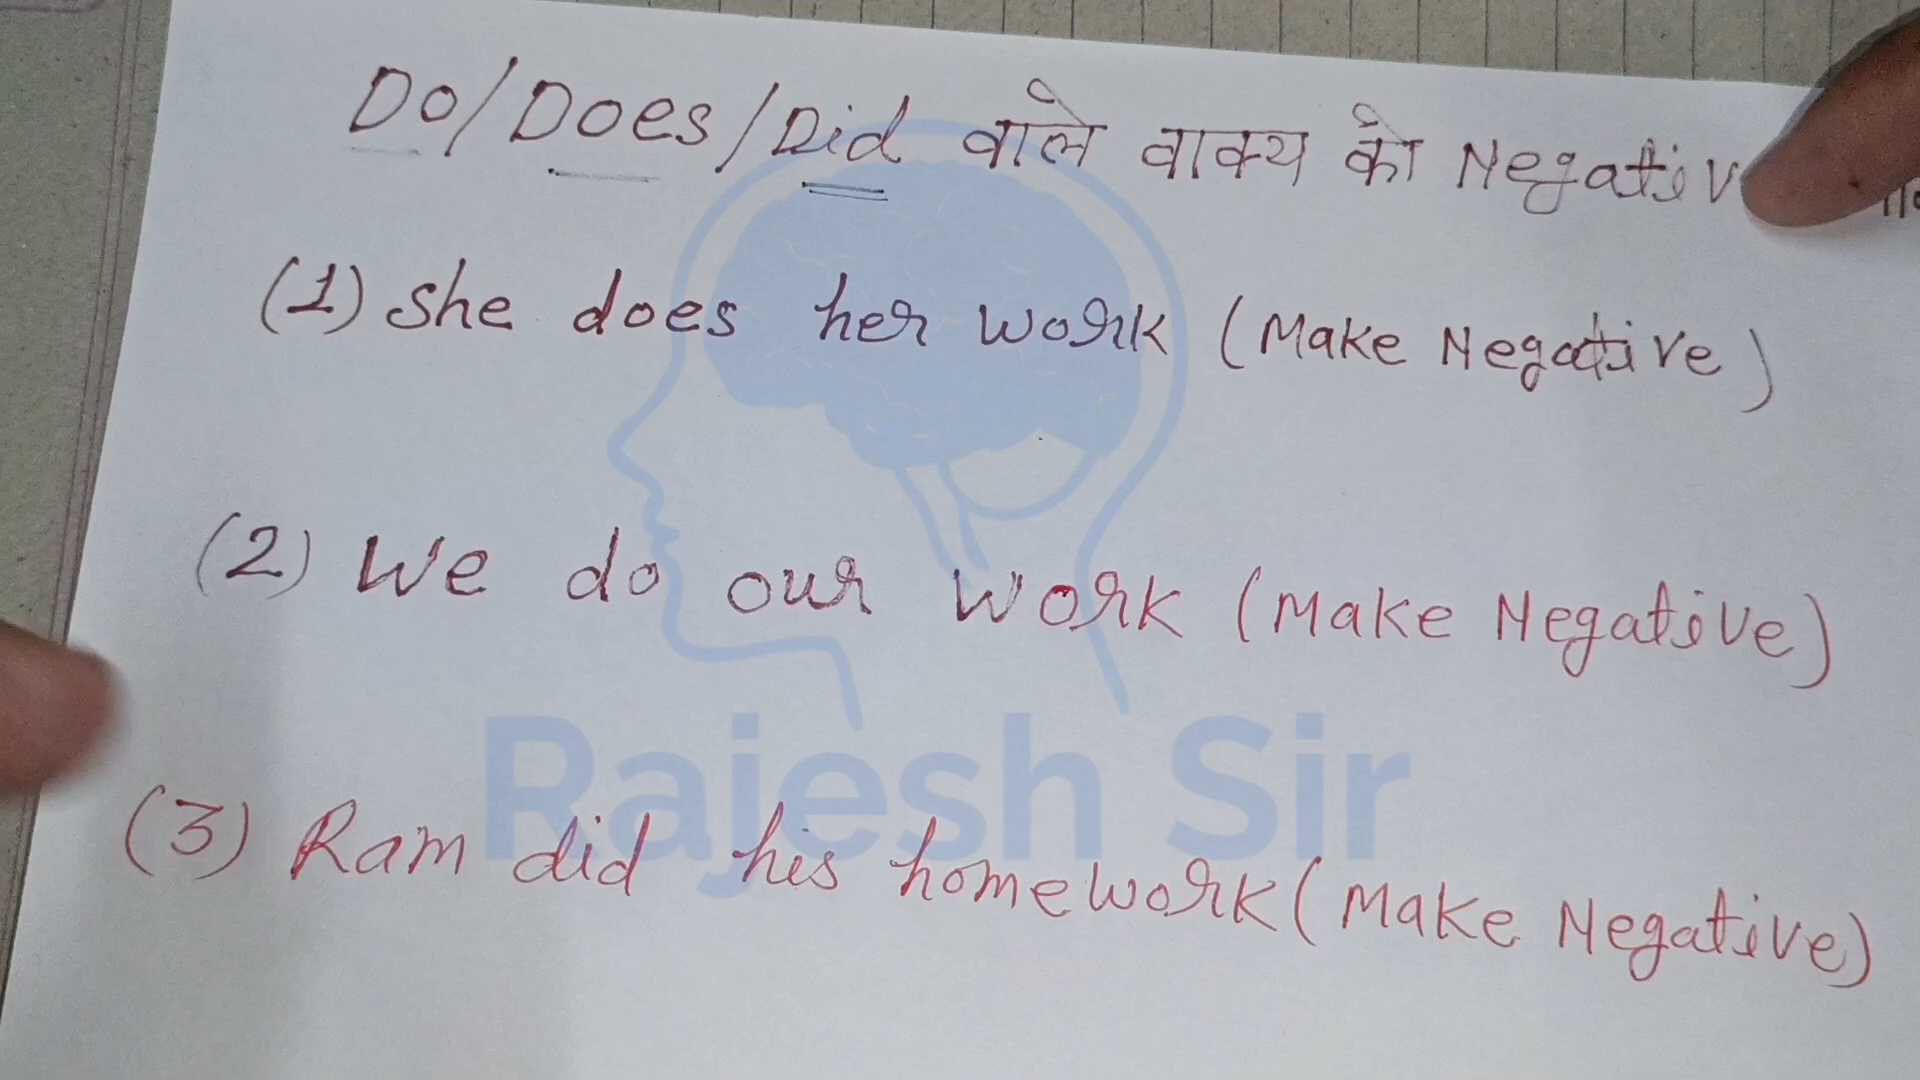 Do/Does/Did वाले वाक्य को
(1) She does her work (Make Negative)
(2) We do our work (Make Negative)
Rajesh Sir
(3) Ram did his homework (Make Negative)